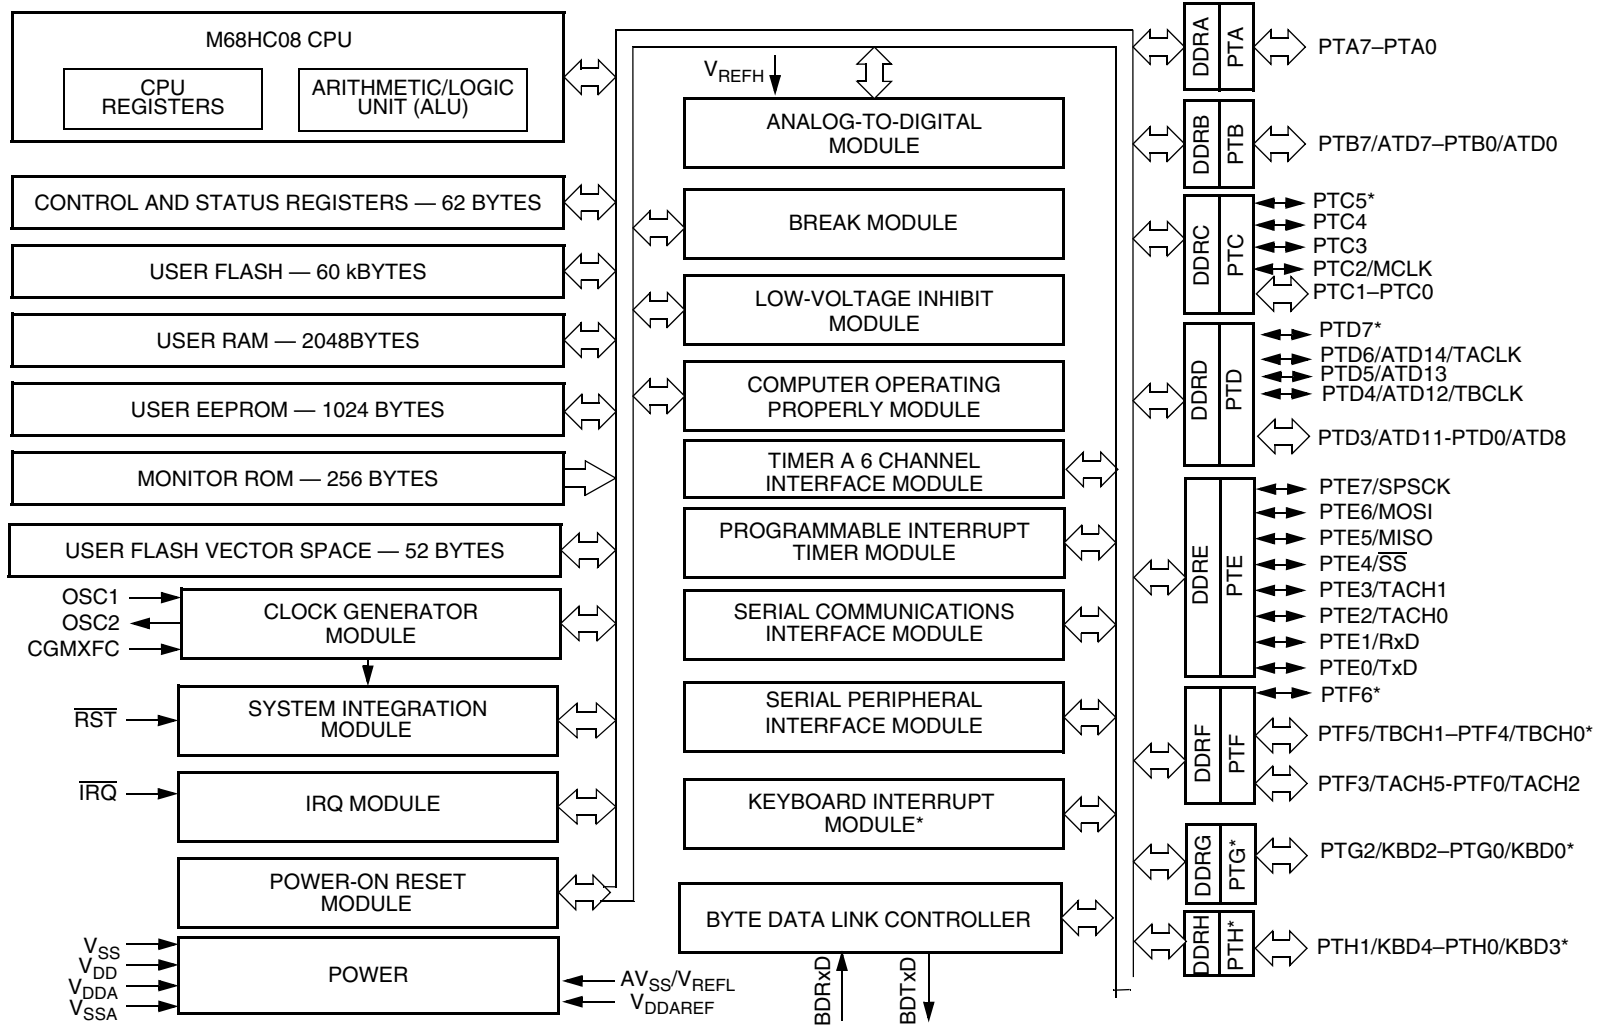 M68HC08 CPU
CPU
REGISTERS
ARITHMETIC/LOGIC
UNIT (ALU)
CONTROL AND STATUS REGISTERS — 62 BYTES
USER FLASH — 60 kBYTES
USER RAM — 2048BYTES
USER EEPROM — 1024 BYTES
MONITOR ROM — 256 BYTES
USER FLASH VECTOR SPACE — 52 BYTES
OSC1
OSC2
CGMXFC
CLOCK GENERATOR
MODULE
RST
SYSTEM INTEGRATION
MODULE
IRQ
IRQ MODULE
POWER-ON RESET
MODULE
VSS
VDD
VDDA
VSSA
POWER
AVSS/VREFL
VDDAREF
VREFH
ANALOG-TO-DIGITAL
MODULE
BREAK MODULE
LOW-VOLTAGE INHIBIT
MODULE
COMPUTER OPERATING
PROPERLY MODULE
TIMER A 6 CHANNEL
INTERFACE MODULE
PROGRAMMABLE INTERRUPT
TIMER MODULE
SERIAL COMMUNICATIONS
INTERFACE MODULE
SERIAL PERIPHERAL
INTERFACE MODULE
KEYBOARD INTERRUPT
MODULE*
BYTE DATA LINK CONTROLLER
BDRxD
BDTxD
DDRA
PTA
PTA7–PTA0
DDRB
PTB
PTB7/ATD7–PTB0/ATD0
DDRC
PTC
PTC5*
PTC4
PTC3
PTC2/MCLK
PTC1–PTC0
DDRD
PTD
PTD7*
PTD6/ATD14/TACLK
PTD5/ATD13
PTD4/ATD12/TBCLK
PTD3/ATD11-PTD0/ATD8
DDRE
PTE
PTE7/SPSCK
PTE6/MOSI
PTE5/MISO
PTE4/SS
PTE3/TACH1
PTE2/TACH0
PTE1/RxD
PTE0/TxD
DDRF
PTF
PTF6*
PTF5/TBCH1–PTF4/TBCH0*
PTF3/TACH5-PTF0/TACH2
DDRG
PTG*
PTG2/KBD2–PTG0/KBD0*
DDRH
PTH*
PTH1/KBD4–PTH0/KBD3*